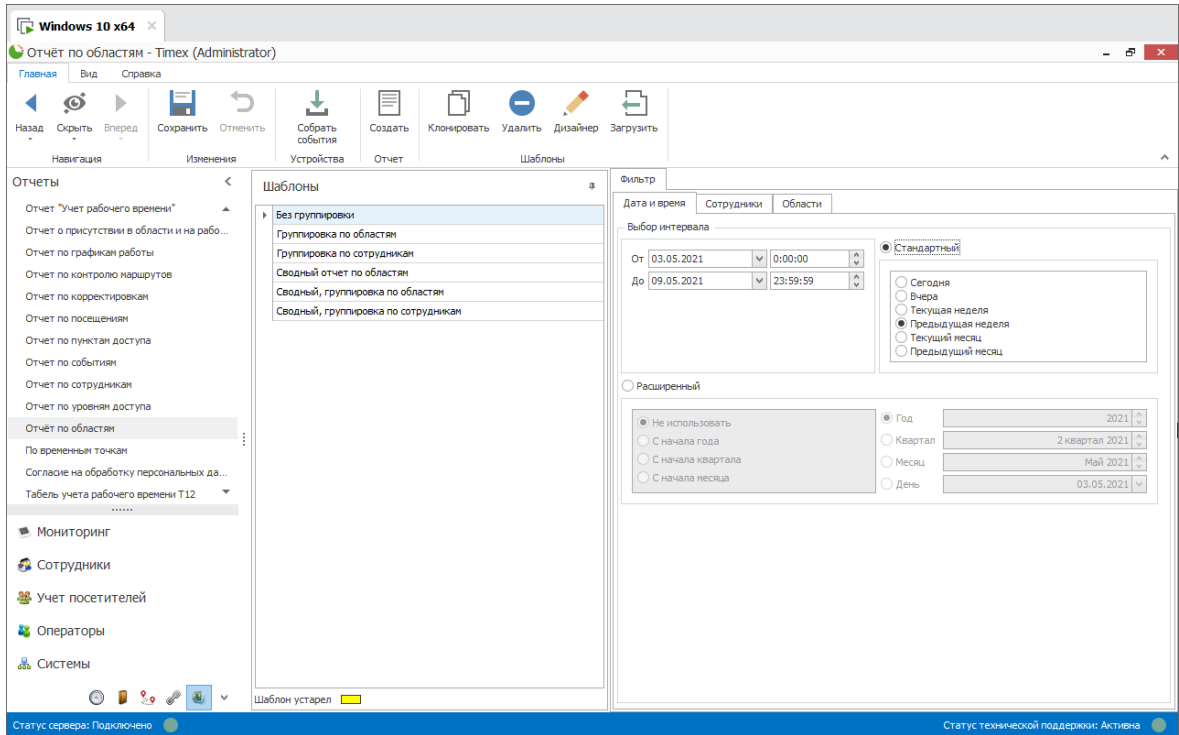 Windows 10 x64
Отчёт по областям - Timex (Administrator)
Главная Вид Справка
Назад Скрыть Вперед Сохранить Отменить Собрать события Создать Клонировать Удалить Дизайнер Загрузить
Навигация Изменения Устройства Отчет Шаблоны
Отчеты
Отчет "Учет рабочего времени"
Отчет о присутствии в области и на рабо...
Отчет по графикам работы
Отчет по контролю маршрутов
Отчет по корректировкам
Отчет по посещениям
Отчет по пунктам доступа
Отчет по событиям
Отчет по сотрудникам
Отчет по уровням доступа
Отчёт по областям
По временным точкам
Согласие на обработку персональных да...
Табель учета рабочего времени Т12
Мониторинг
Сотрудники
Учет посетителей
Операторы
Системы
Шаблоны
Без группировки
Группировка по областям
Группировка по сотрудникам
Сводный отчет по областям
Сводный, группировка по областям
Сводный, группировка по сотрудникам
Шаблон устарел
Фильтр
Дата и время Сотрудники Области
Выбор интервала
От 03.05.2021 0:00:00
До 09.05.2021 23:59:59
Стандартный
Сегодня
Вчера
Текущая неделя
Предыдущая неделя
Текущий месяц
Предыдущий месяц
Расширенный
Не использовать
С начала года
С начала квартала
С начала месяца
Год 2021
Квартал 2 квартал 2021
Месяц Май 2021
День 03.05.2021
Статус сервера: Подключено
Статус технической поддержки: Активна